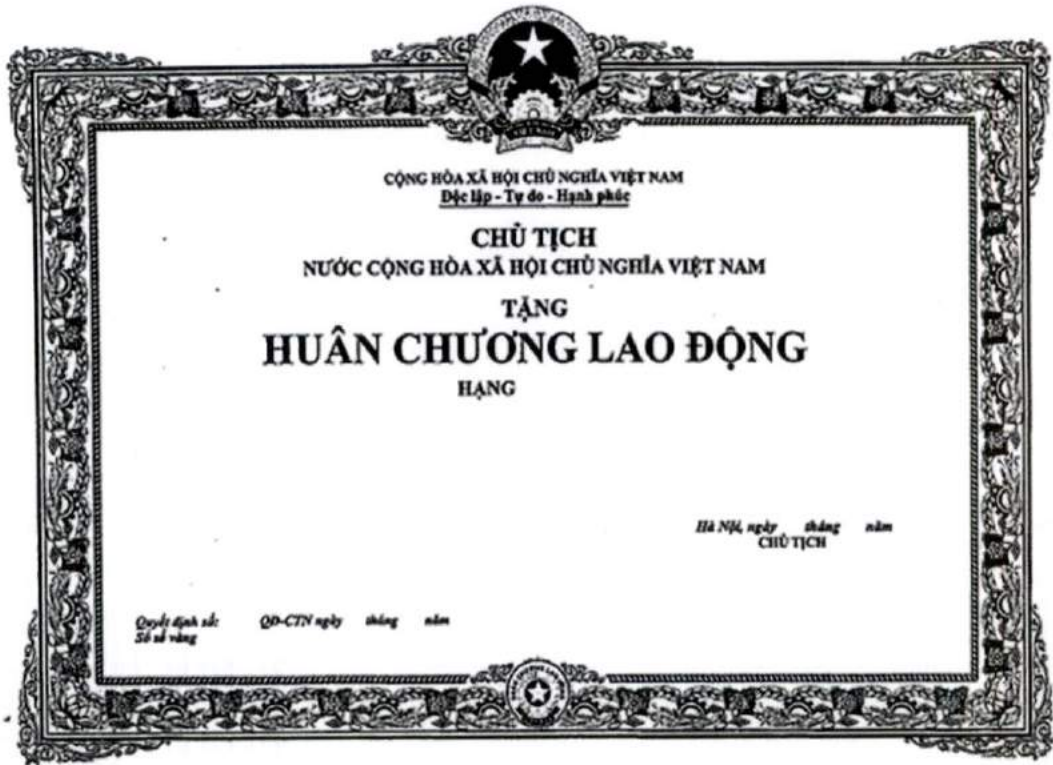 CỘNG HÒA XÃ HỘI CHỦ NGHĨA VIỆT NAM
Độc lập - Tự do - Hạnh phúc
CHỦ TỊCH
NƯỚC CỘNG HÒA XÃ HỘI CHỦ NGHĨA VIỆT NAM
TẶNG
HUÂN CHƯƠNG LAO ĐỘNG
HẠNG
Hà Nội, ngày tháng năm
CHỦ TỊCH
Quyết định số: QĐ-CTN ngày tháng năm
Số sổ vàng